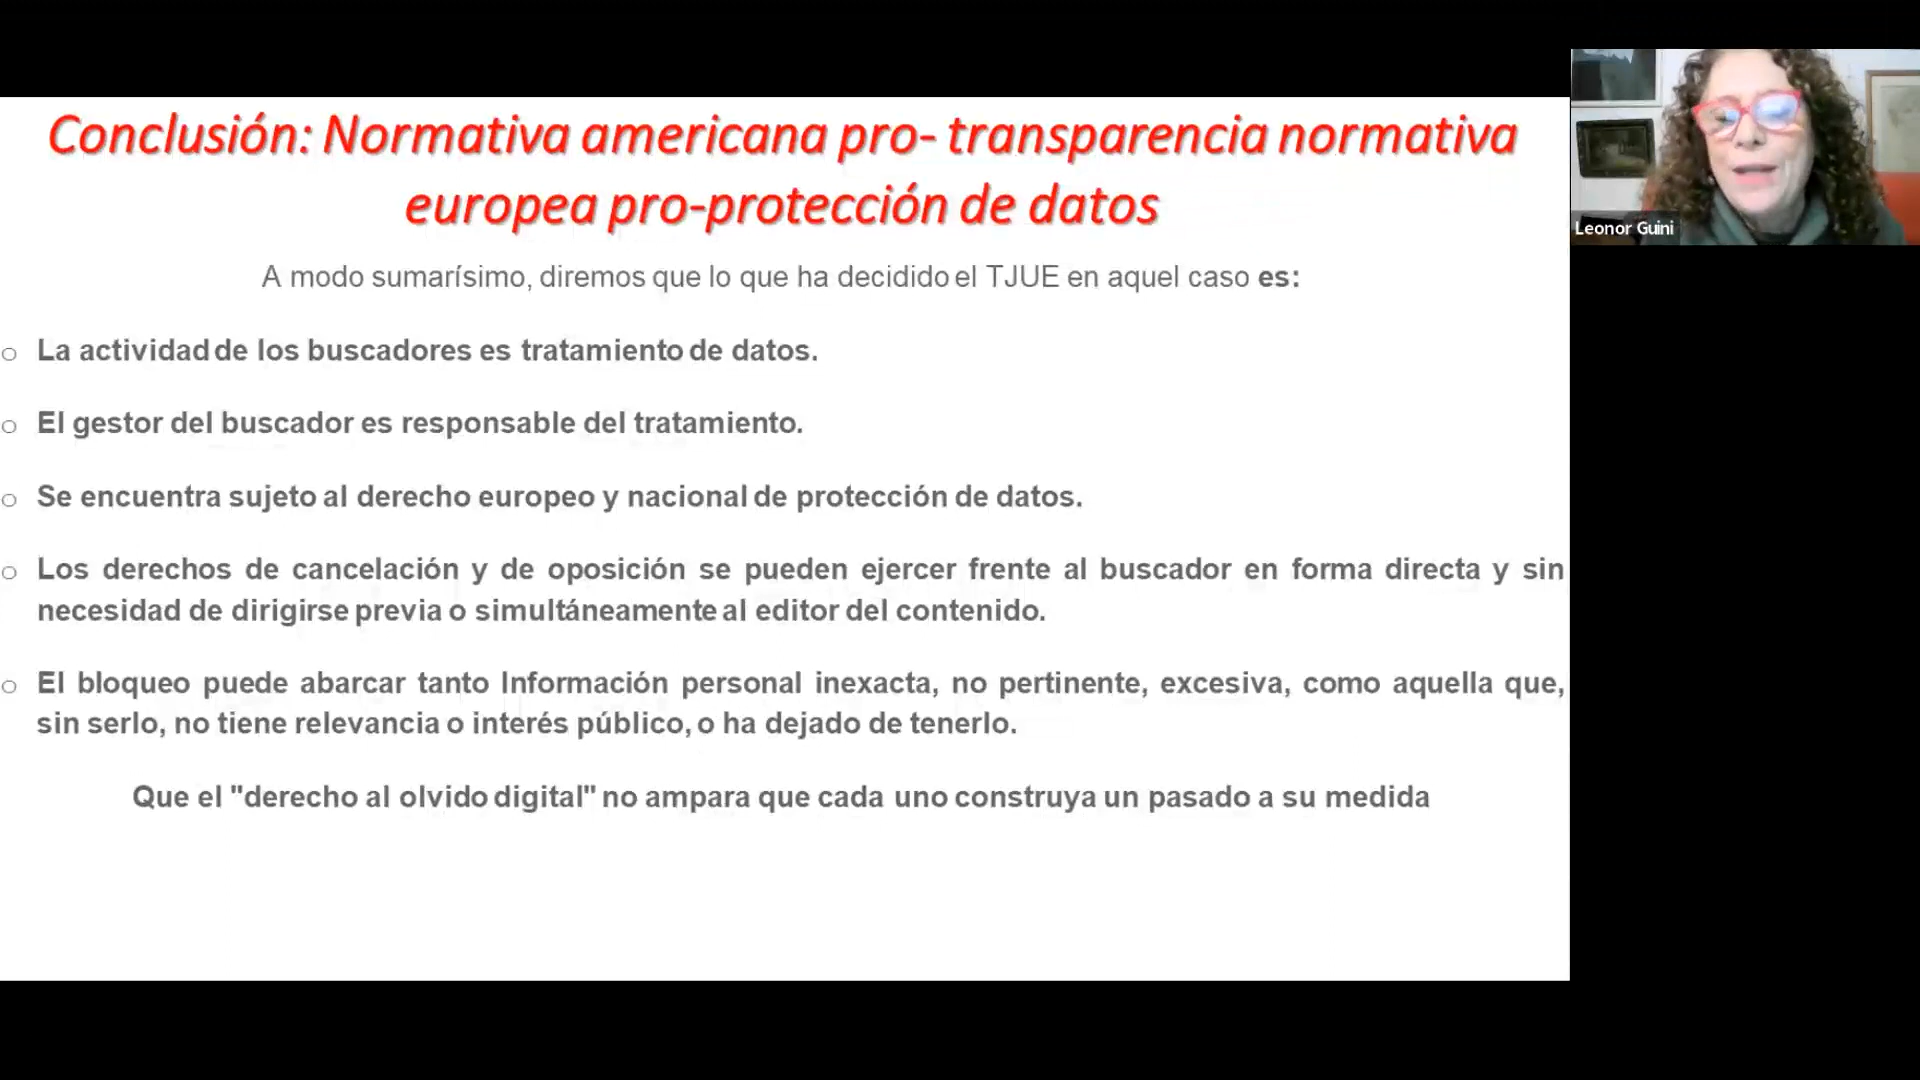 Conclusión: Normativa americana pro- transparencia normativa
europea pro-protección de datos
A modo sumarísimo, diremos que lo que ha decidido el TJUE en aquel caso es:
La actividad de los buscadores es tratamiento de datos.
El gestor del buscador es responsable del tratamiento.
Se encuentra sujeto al derecho europeo y nacional de protección de datos.
Los derechos de cancelación y de oposición se pueden ejercer frente al buscador en forma directa y sin
necesidad de dirigirse previa o simultáneamente al editor del contenido.
El bloqueo puede abarcar tanto Información personal inexacta, no pertinente, excesiva, como aquella que,
sin serlo, no tiene relevancia o interés público, o ha dejado de tenerlo.
Que el "derecho al olvido digital" no ampara que cada uno construya un pasado a su medida
Leonor Guini